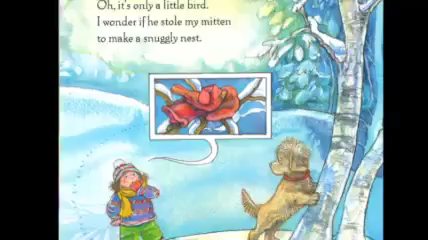 Oh, it's only a little bird.
I wonder if he stole my mitten
to make a snuggly nest.